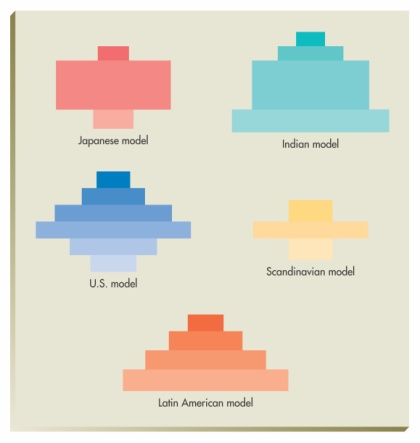 Japanese model
Indian model
U.S. model
Scandinavian model
Latin American model